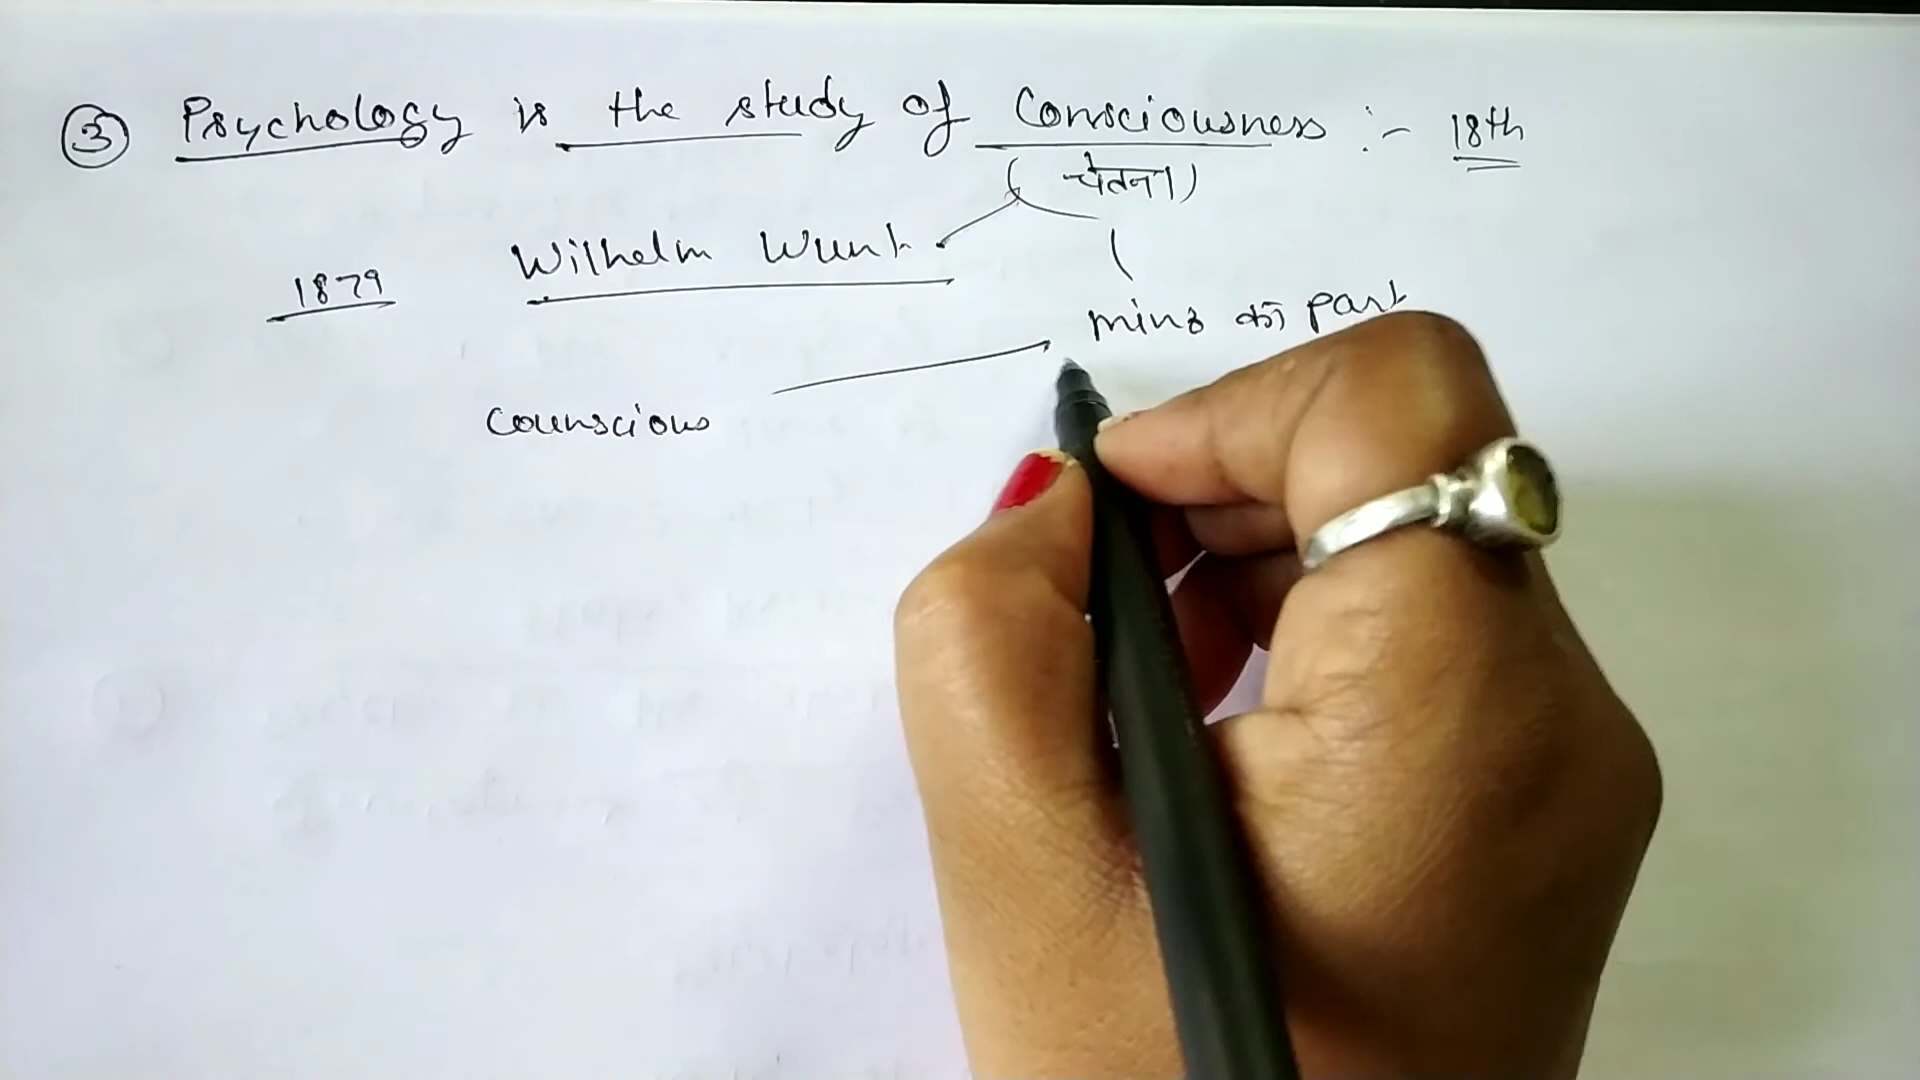 ③ Psychology is the study of Consciousness :- 18th
(चेतना)
1879 Wilhelm Wunt
mind का part
counscious